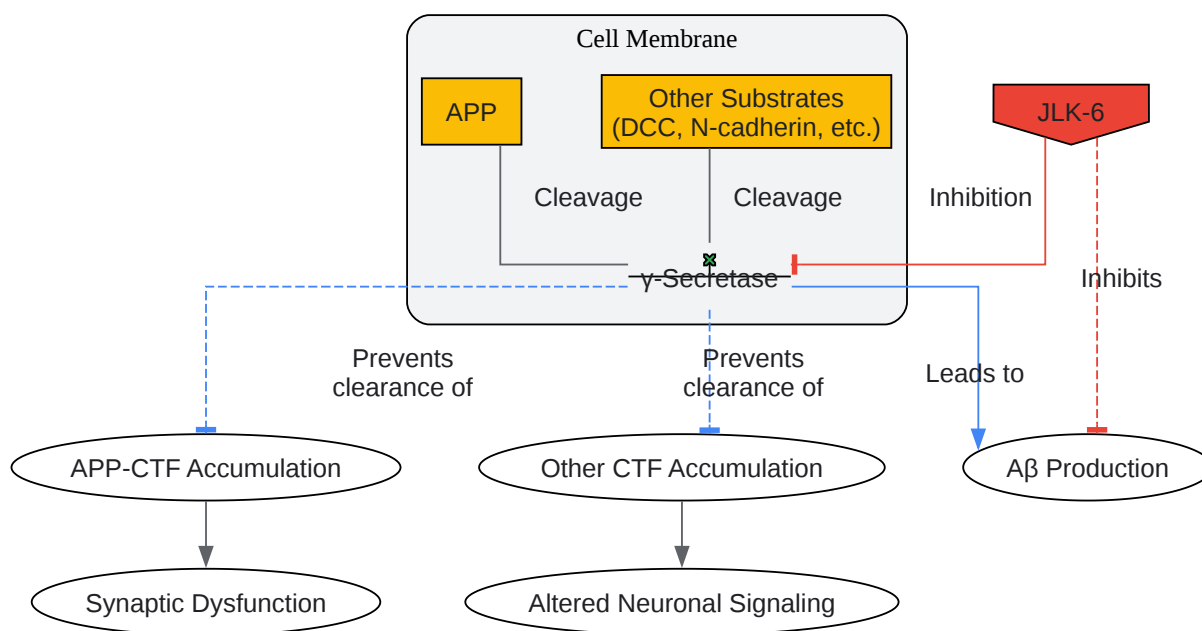 Cell Membrane
APP
Other Substrates
(DCC, N-cadherin, etc.)
JLK-6
Cleavage
Cleavage
Inhibition
γ-Secretase
Inhibits
Prevents
clearance of
Prevents
clearance of
Leads to
APP-CTF Accumulation
Other CTF Accumulation
Aβ Production
Synaptic Dysfunction
Altered Neuronal Signaling